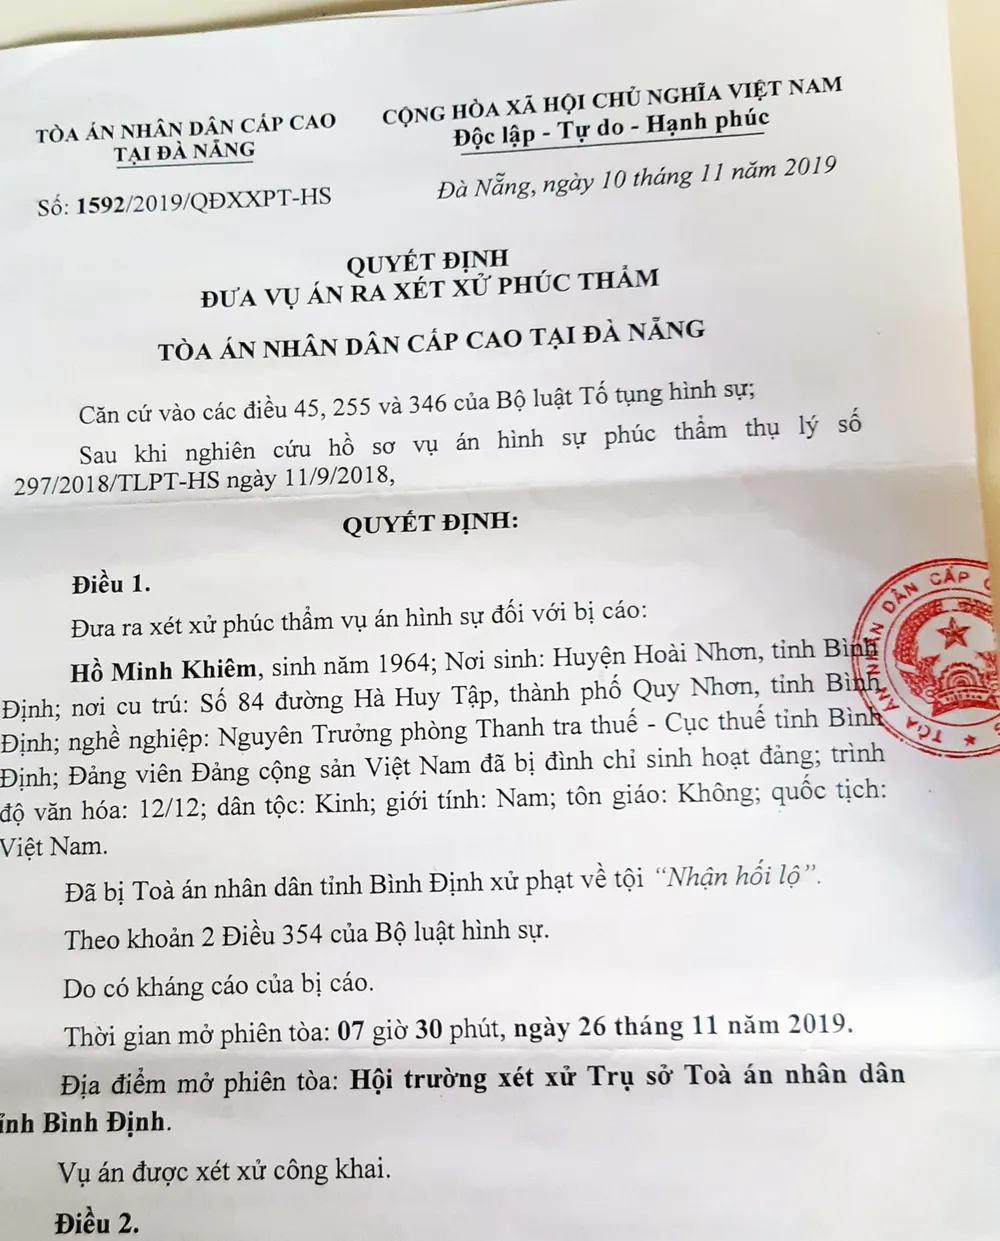 TÒA ÁN NHÂN DÂN CẤP CAO
TẠI ĐÀ NẴNG
CỘNG HÒA XÃ HỘI CHỦ NGHĨA VIỆT NAM
Độc lập - Tự do - Hạnh phúc
Số: 1592/2019/QĐXXPT-HS
Đà Nẵng, ngày 10 tháng 11 năm 2019
QUYẾT ĐỊNH
ĐƯA VỤ ÁN RA XÉT XỬ PHÚC THẨM
TÒA ÁN NHÂN DÂN CẤP CAO TẠI ĐÀ NẴNG
Căn cứ vào các điều 45, 255 và 346 của Bộ luật Tố tụng hình sự;
Sau khi nghiên cứu hồ sơ vụ án hình sự phúc thẩm thụ lý số
297/2018/TLPT-HS ngày 11/9/2018,
QUYẾT ĐỊNH:
Điều 1.
Đưa ra xét xử phúc thẩm vụ án hình sự đối với bị cáo:
Hồ Minh Khiêm, sinh năm 1964; Nơi sinh: Huyện Hoài Nhơn, tỉnh Bình
Định; nơi cu trú: Số 84 đường Hà Huy Tập, thành phố Quy Nhơn, tỉnh Bình
Định; nghề nghiệp: Nguyên Trưởng phòng Thanh tra thuế - Cục thuế tỉnh Bình
Định; Đảng viên Đảng cộng sản Việt Nam đã bị đình chỉ sinh hoạt đảng; trình
độ văn hóa: 12/12; dân tộc: Kinh; giới tính: Nam; tôn giáo: Không; quốc tịch:
Việt Nam.
Đã bị Toà án nhân dân tỉnh Bình Định xử phạt về tội “Nhận hối lộ”.
Theo khoản 2 Điều 354 của Bộ luật hình sự.
Do có kháng cáo của bị cáo.
Thời gian mở phiên tòa: 07 giờ 30 phút, ngày 26 tháng 11 năm 2019.
Địa điểm mở phiên tòa: Hội trường xét xử Trụ sở Toà án nhân dân
ỉnh Bình Định.
Vụ án được xét xử công khai.
Điều 2.
TÒA ÁN NHÂN DÂN CẤP